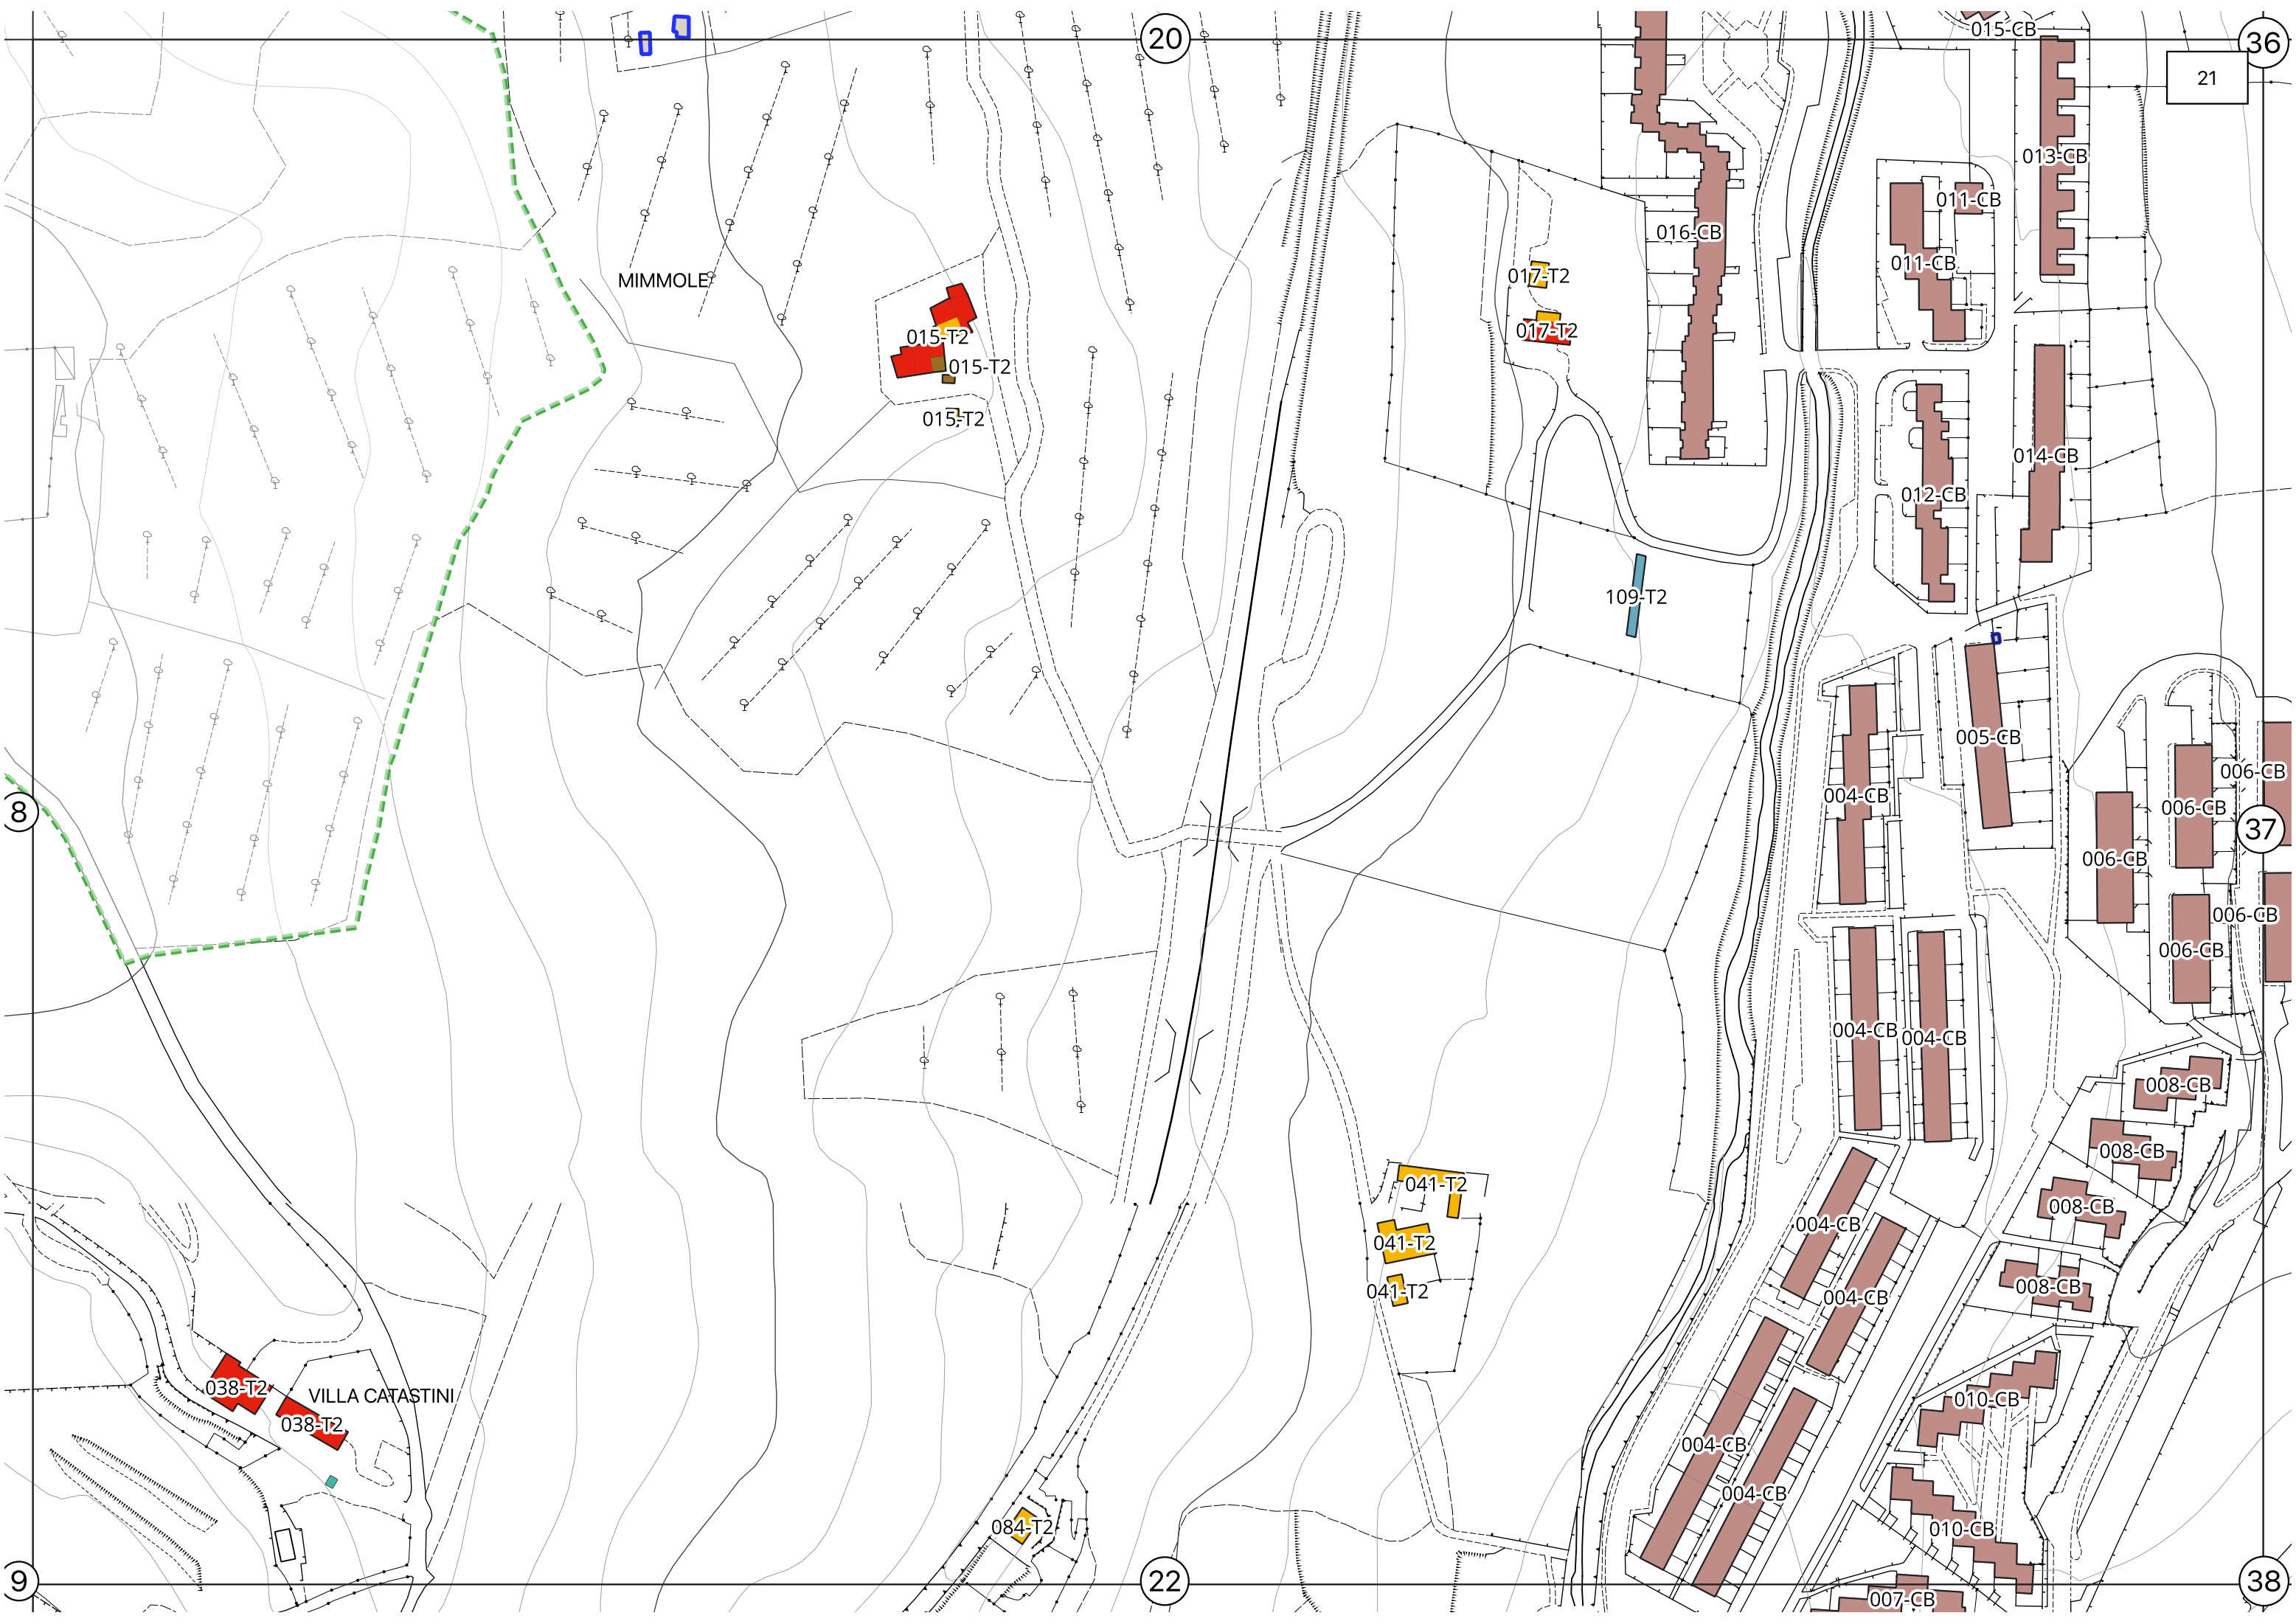 015-CB
20
36
21
013-CB
011-CB
016-CB
011-CB
017-T2
MIMMOLE
017-T2
015-T2
015-T2
015-T2
014-CB
012-CB
109-T2
005-CB
006-CB
004-CB
006-CB
8
37
006-CB
006-CB
006-CB
004-CB
004-CB
008-CB
008-CB
041-T2
008-CB
004-CB
041-T2
008-CB
041-T2
004-CB
038-T2
VILLA CATASTINI
010-CB
038-T2
004-CB
004-CB
084-T2
010-CB
9
22
38
007-CB